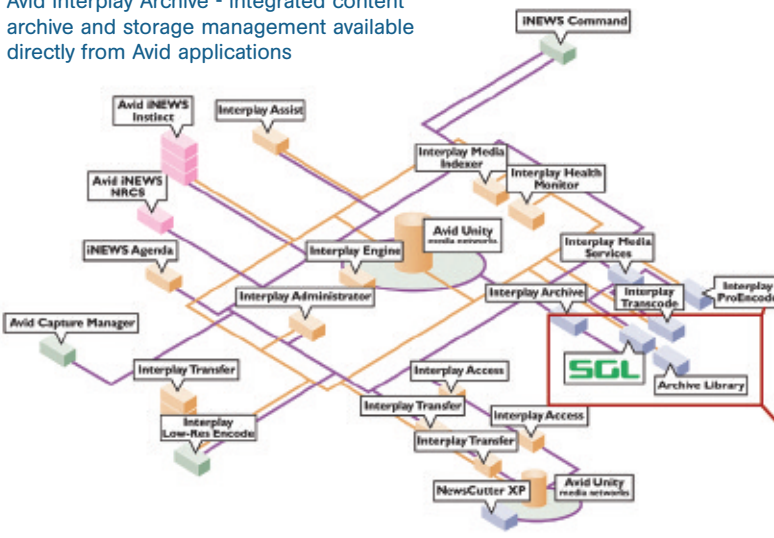 Avid Interplay Archive - integrated content
archive and storage management available
directly from Avid applications
iNEWS Command
Avid iNEWS
Instinct
Interplay Assist
Interplay Media
Indexer
Interplay Health
Monitor
Avid iNEWS
NRCS
Avid Unity
media networks
iNEWS Agenda
Interplay Engine
Interplay Media
Services
Interplay Administrator
Interplay Archive
Interplay
Transcode
Interplay
ProEncode
Avid Capture Manager
SGL
Archive Library
Interplay Transfer
Interplay Access
Interplay Transfer
Interplay Access
Interplay
Low-Res Encode
Interplay Transfer
NewsCutter XP
Avid Unity
media networks